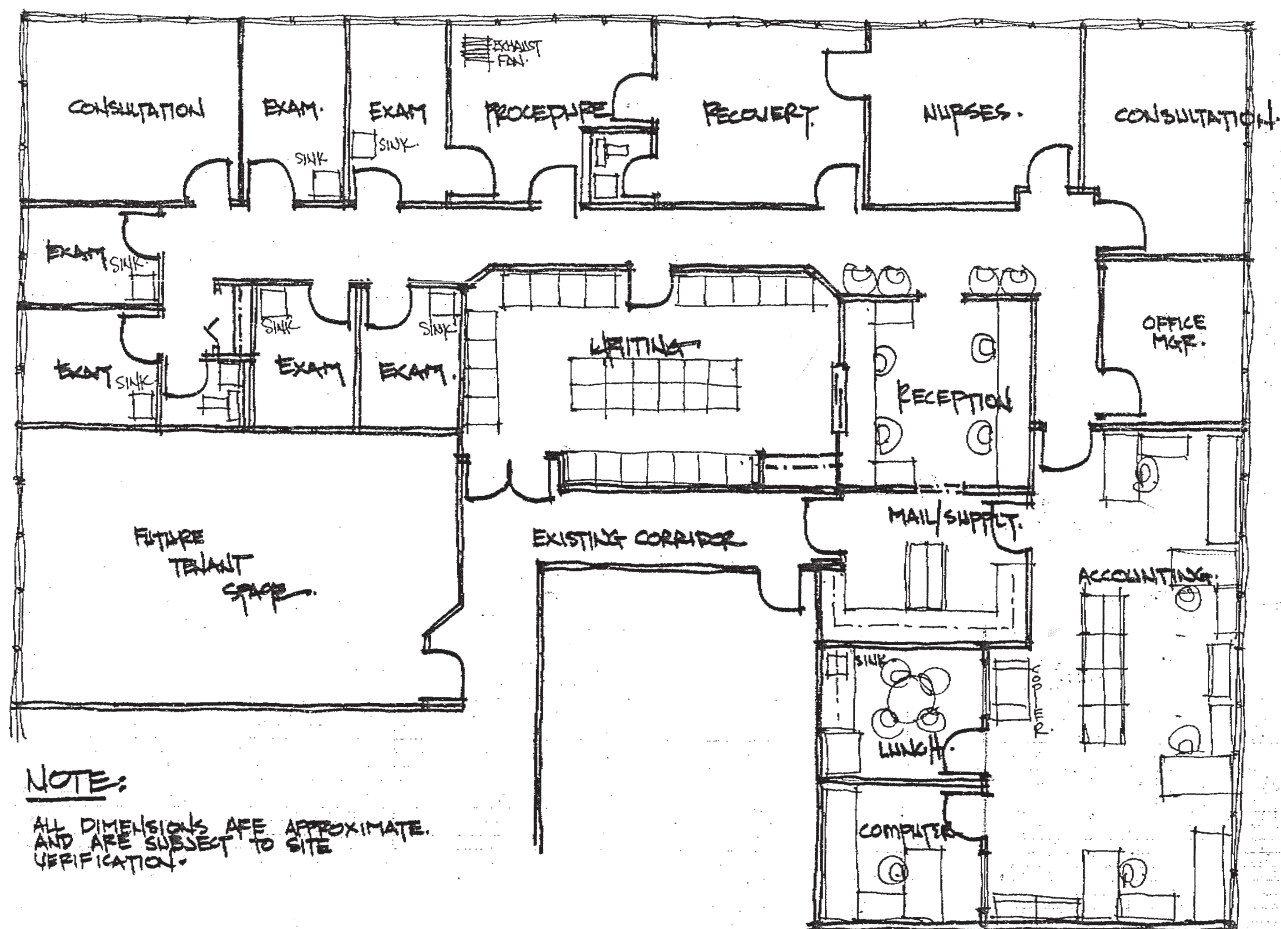 EXHAUST
FAN.
CONSULTATION
EXAM.
EXAM
PROCEDURE
RECOVERY.
NURSES.
CONSULTATION.
SINK
SINK.
EXAM
SINK.
SINK
SINK
OFFICE
MGR.
WAITING
EXAM
SINK
EXAM
EXAM.
RECEPTION
MAIL/SUPPLY.
FUTURE
TENANT
SPACE.
EXISTING CORRIDOR
ACCOUNTING.
SINK.
COPIER.
LUNCH.
NOTE:
ALL DIMENSIONS ARE APPROXIMATE.
AND ARE SUBJECT TO SITE
VERIFICATION.
COMPUTER